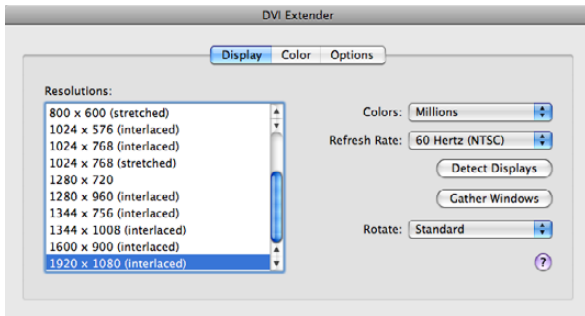 DVI Extender
Display Color Options
Resolutions:
800 x 600 (stretched)
1024 x 576 (interlaced)
1024 x 768 (interlaced)
1024 x 768 (stretched)
1280 x 720
1280 x 960 (interlaced)
1344 x 756 (interlaced)
1344 x 1008 (interlaced)
1600 x 900 (interlaced)
1920 x 1080 (interlaced)
Colors: Millions
Refresh Rate: 60 Hertz (NTSC)
Detect Displays
Gather Windows
Rotate: Standard
?